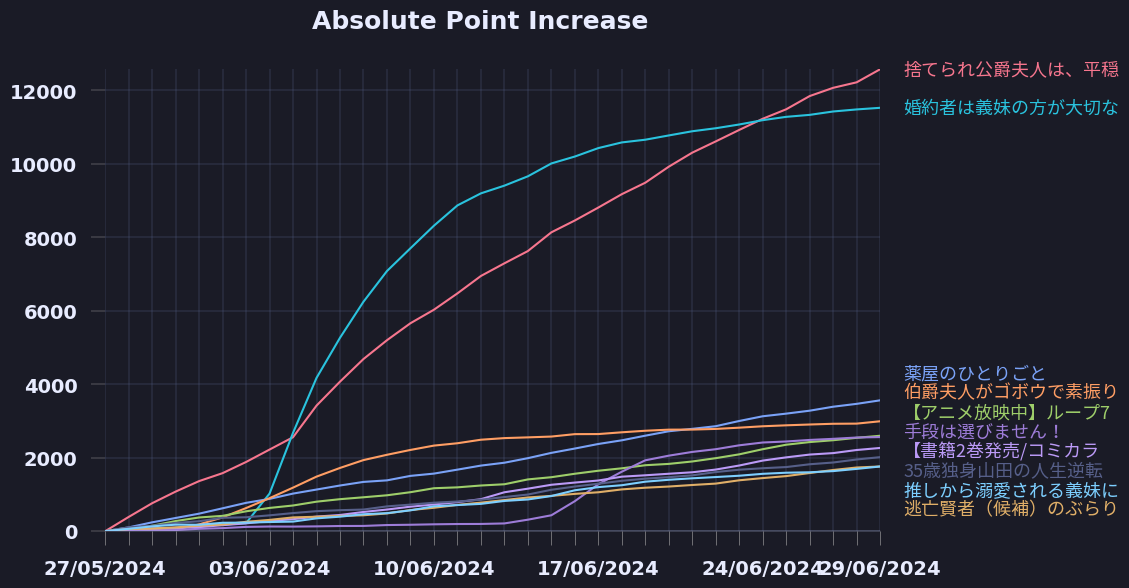 Absolute Point Increase
捨てられ公爵夫人は、平穏
婚約者は義妹の方が大切な
薬屋のひとりごと
伯爵夫人がゴボウで素振り
【アニメ放映中】ループ7
手段は選びません！
【書籍2巻発売/コミカラ
35歳独身山田の人生逆転
推しから溺愛される義妹に
逃亡賢者（候補）のぶらり
12000
10000
8000
6000
4000
2000
0
27/05/2024
03/06/2024
10/06/2024
17/06/2024
24/06/2024
29/06/2024